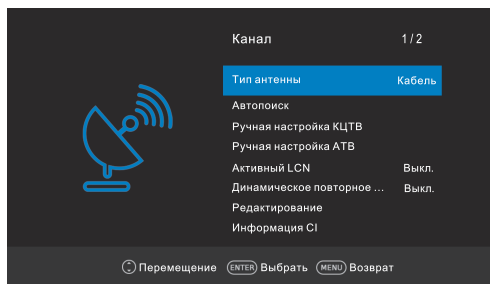 Канал 1/2
Тип антенны Кабель
Автопоиск
Ручная настройка КЦТВ
Ручная настройка АТВ
Активный LCN Выкл.
Динамическое повторное ... Выкл.
Редактирование
Информация CI
Перемещение ENTER Выбрать MENU Возврат